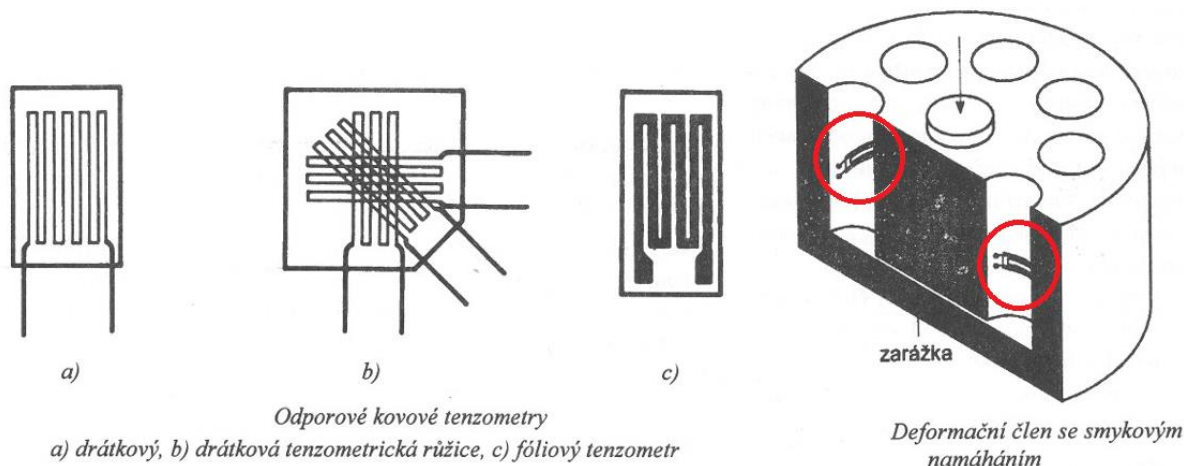 a)
b)
c)
Odporové kovové tenzometry
a) drátkový, b) drátková tenzometrická růžice, c) fóliový tenzometr
zarážka
Deformační člen se smykovým
namáháním